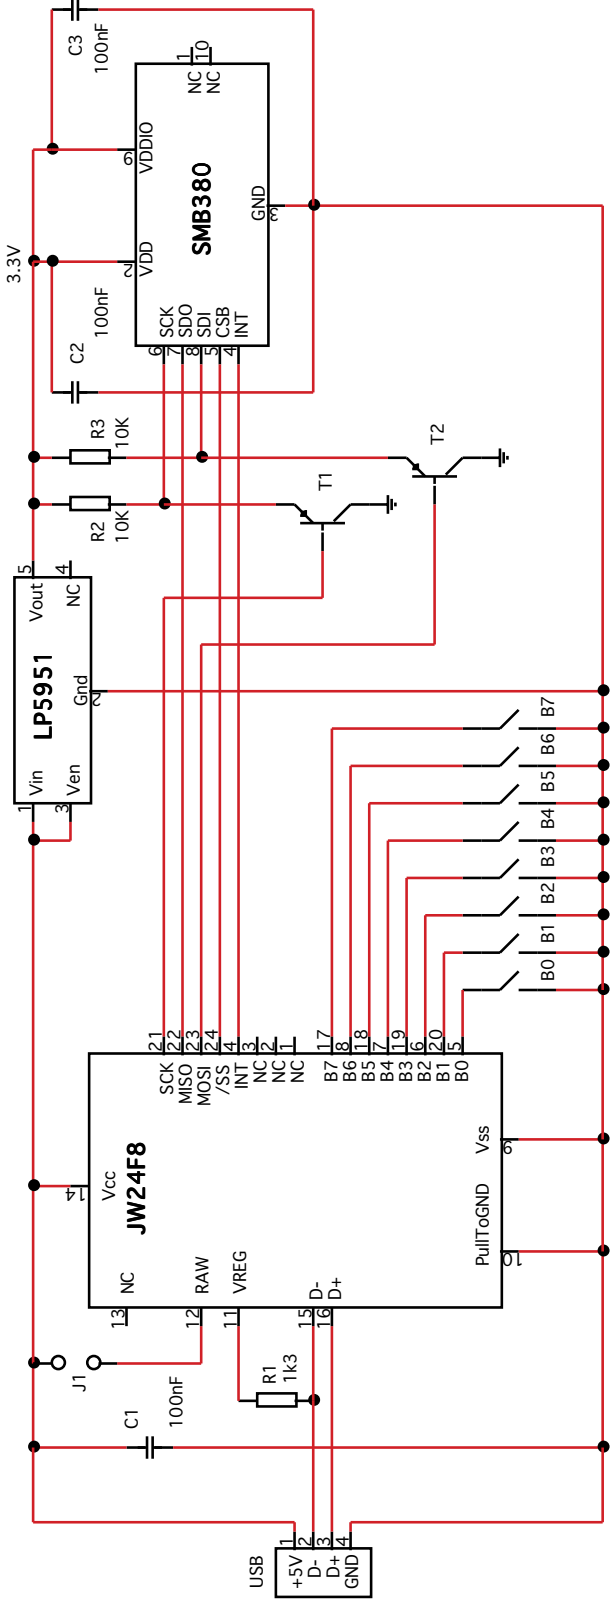 USB
+5V 1
D- 2
D+ 3
GND 4
C1
100nF
J1
R1
1k3
JW24F8
13 NC
12 RAW
11 VREG
15 D-
16 D+
14 Vcc
SCK 21
MISO 22
MOSI 23
/SS 24
INT 4
NC 3
NC 2
NC 1
B7 17
B6 8
B5 18
B4 7
B3 19
B2 6
B1 20
B0 5
PullToGND 10
Vss 9
B0
B1
B2
B3
B4
B5
B6
B7
LP5951
1 Vin
3 Ven
Vout 5
NC 4
Gnd 2
R2
10K
R3
10K
T1
T2
3.3V
C2
100nF
C3
100nF
SMB380
6 SCK
7 SDO
8 SDI
5 CSB
4 INT
2 VDD
9 VDDIO
NC 1
NC 10
GND 3